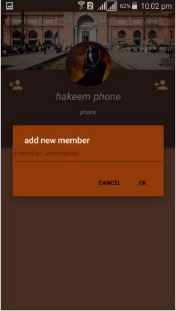 62% 10:02 pm
hakeem phone
phone
add new member
member username
CANCEL OK